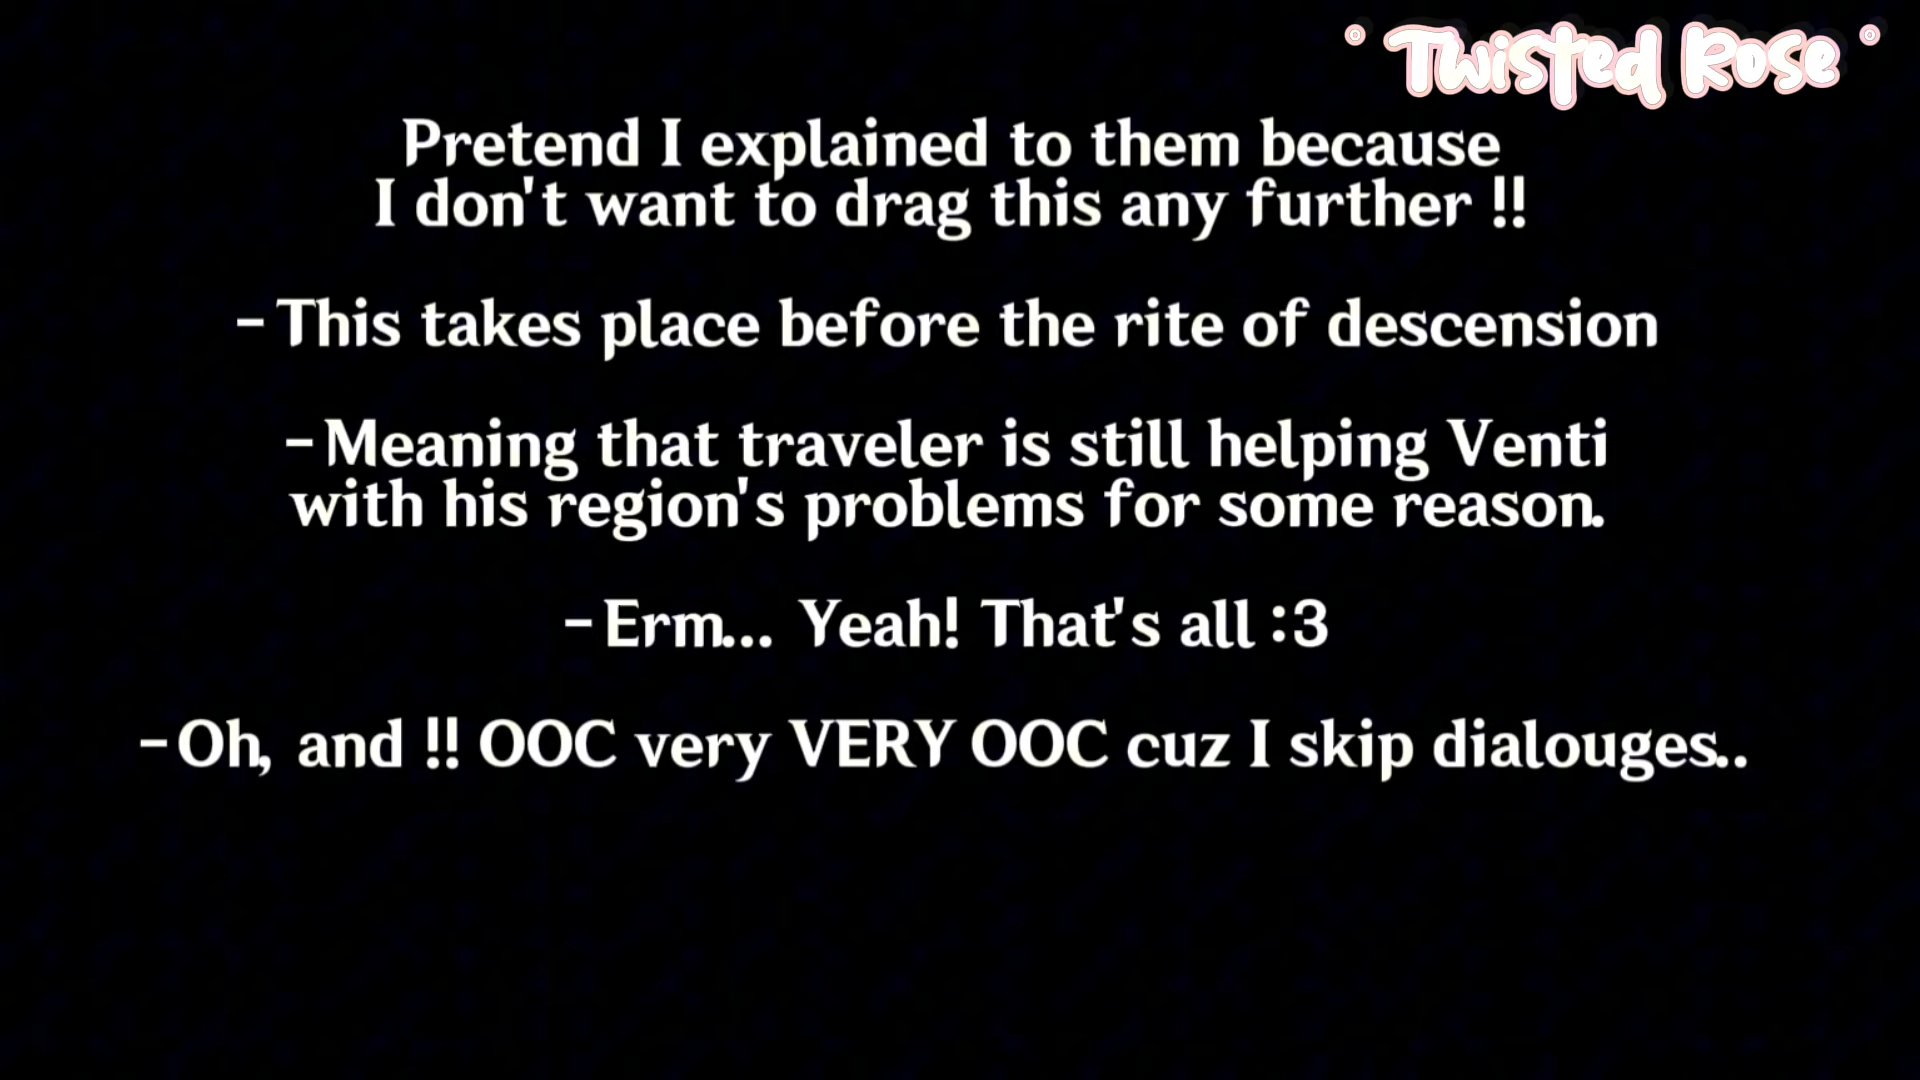 ° Twisted Rose °
Pretend I explained to them because
I don't want to drag this any further !!
-This takes place before the rite of descension
-Meaning that traveler is still helping Venti
with his region's problems for some reason.
-Erm... Yeah! That's all :3
-Oh, and !! OOC very VERY OOC cuz I skip dialouges..